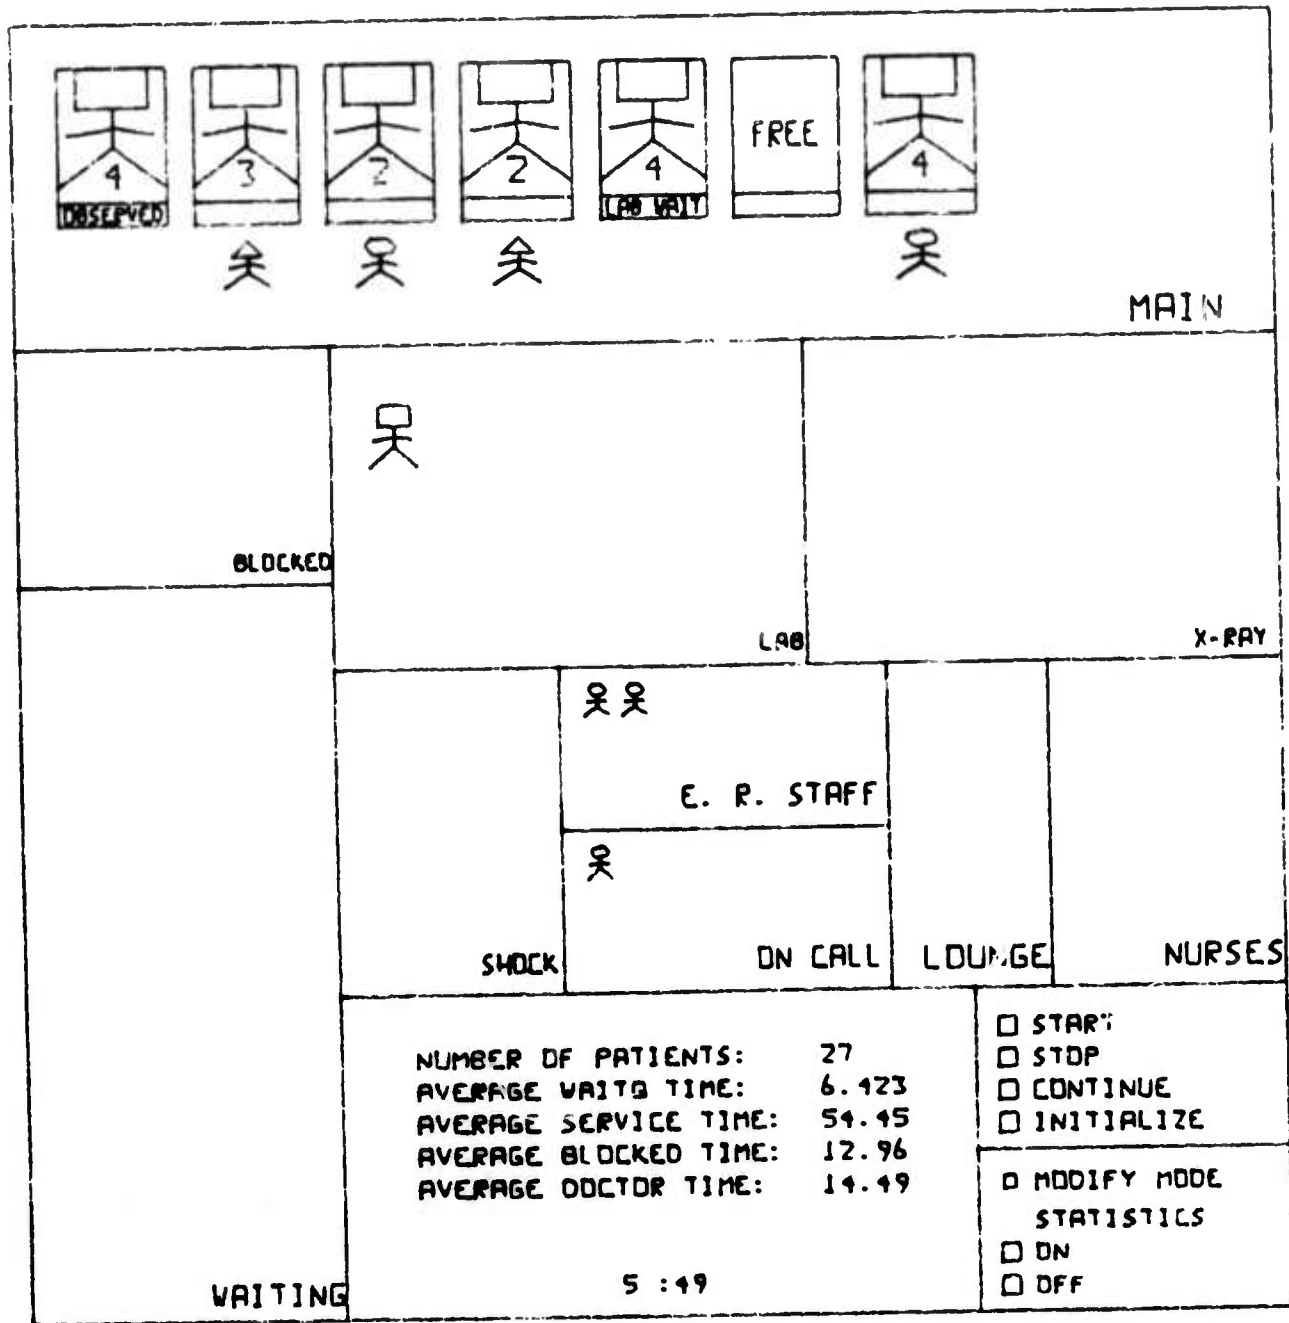 FREE
4 3 2 2 4 4
OBSERVED
LAB WAIT
MAIN
BLOCKED
LAB
X-RAY
E. R. STAFF
SHOCK
ON CALL
LOUNGE
NURSES
NUMBER OF PATIENTS: 27
AVERAGE WAITQ TIME: 6.423
AVERAGE SERVICE TIME: 54.45
AVERAGE BLOCKED TIME: 12.96
AVERAGE DOCTOR TIME: 14.49
5 :49
START
STOP
CONTINUE
INITIALIZE
MODIFY MODE
STATISTICS
ON
OFF
WAITING